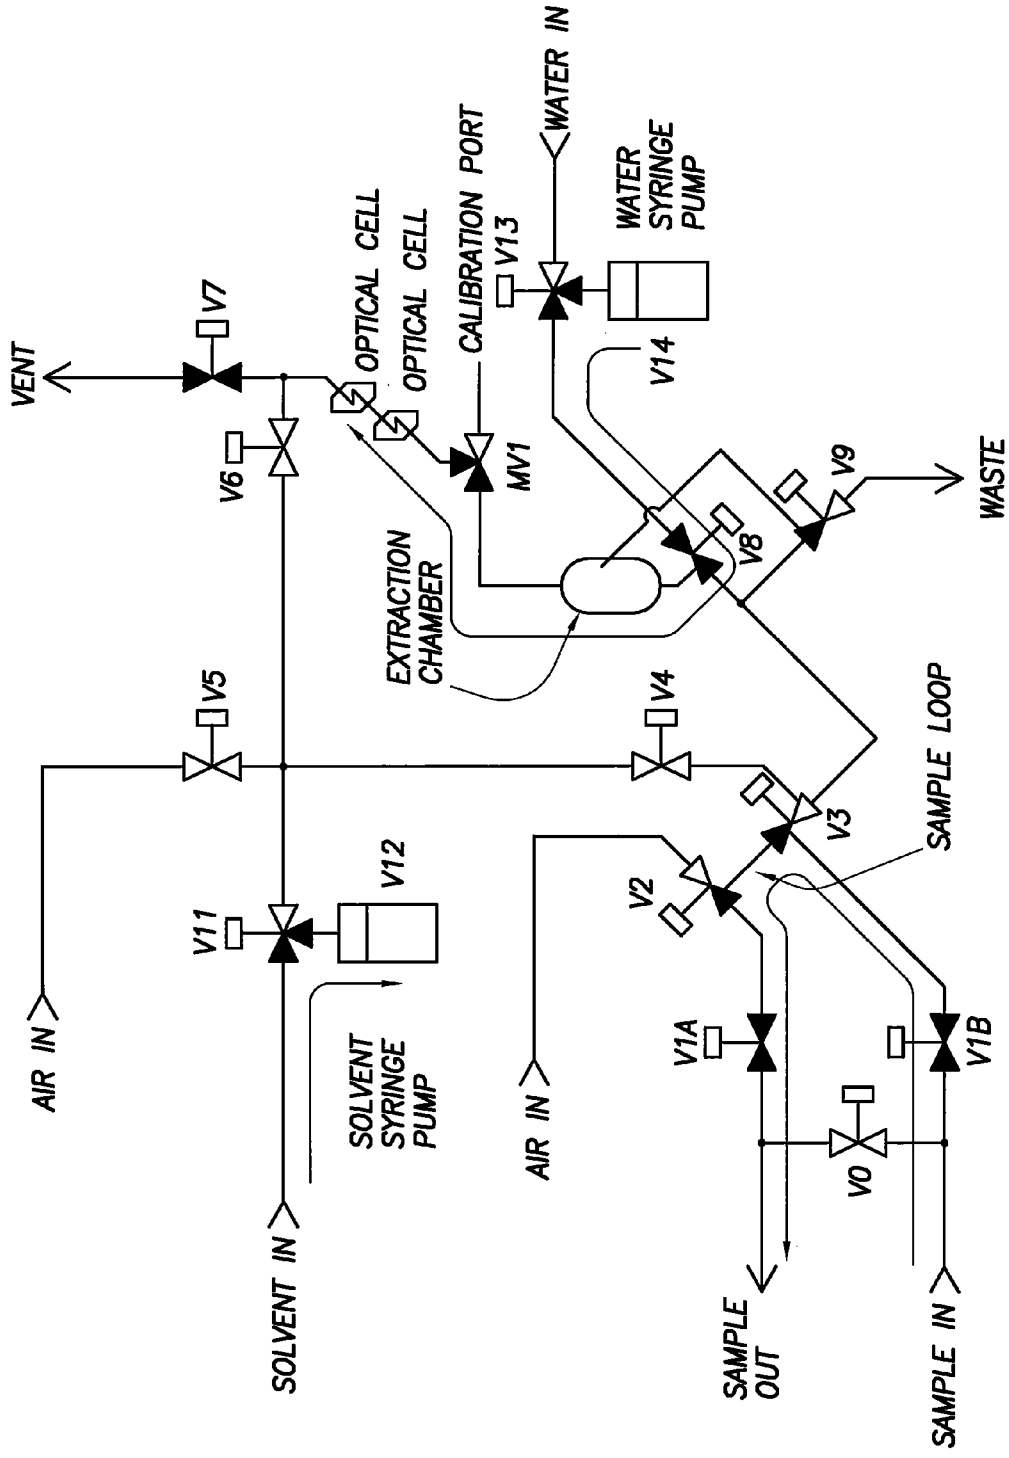 VENT
V7
V6
OPTICAL CELL
OPTICAL CELL
CALIBRATION PORT
MV1
V13
WATER IN
WATER
SYRINGE
PUMP
V14
V9
WASTE
V8
EXTRACTION
CHAMBER
AIR IN
V5
V4
V11
V12
SOLVENT
SYRINGE
PUMP
SOLVENT IN
AIR IN
V2
V3
SAMPLE LOOP
V1A
V1B
V0
SAMPLE
OUT
SAMPLE IN